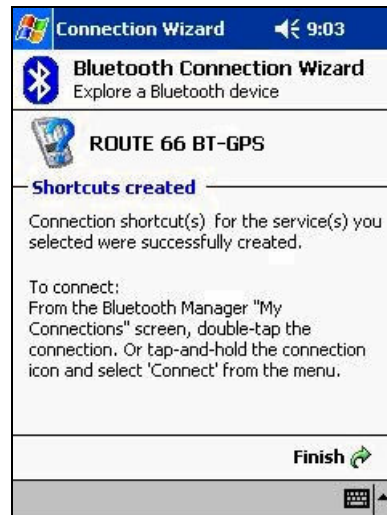 Connection Wizard 9:03
Bluetooth Connection Wizard
Explore a Bluetooth device
ROUTE 66 BT-GPS
Shortcuts created
Connection shortcut(s) for the service(s) you
selected were successfully created.
To connect:
From the Bluetooth Manager "My
Connections" screen, double-tap the
connection. Or tap-and-hold the connection
icon and select 'Connect' from the menu.
Finish